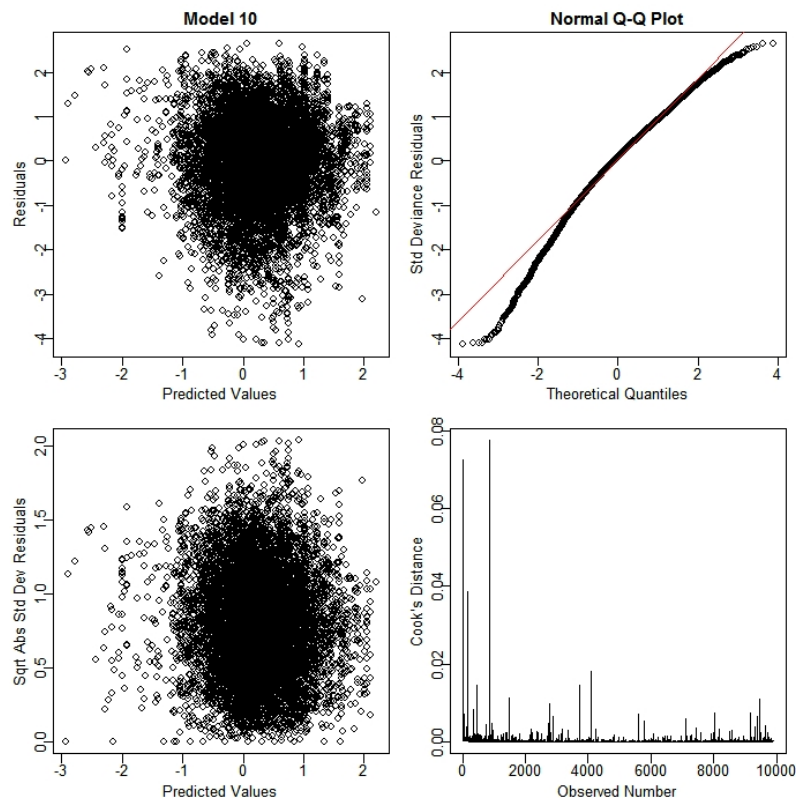 Model 10
Residuals
2
1
0
-1
-2
-3
-4
-3 -2 -1 0 1 2
Predicted Values
Normal Q-Q Plot
Std Deviance Residuals
2
1
0
-1
-2
-3
-4
-4 -2 0 2 4
Theoretical Quantiles
Sqrt Abs Std Dev Residuals
2.0
1.5
1.0
0.5
0.0
-3 -2 -1 0 1 2
Predicted Values
Cook's Distance
0.08
0.06
0.04
0.02
0.00
0 2000 4000 6000 8000 10000
Observed Number